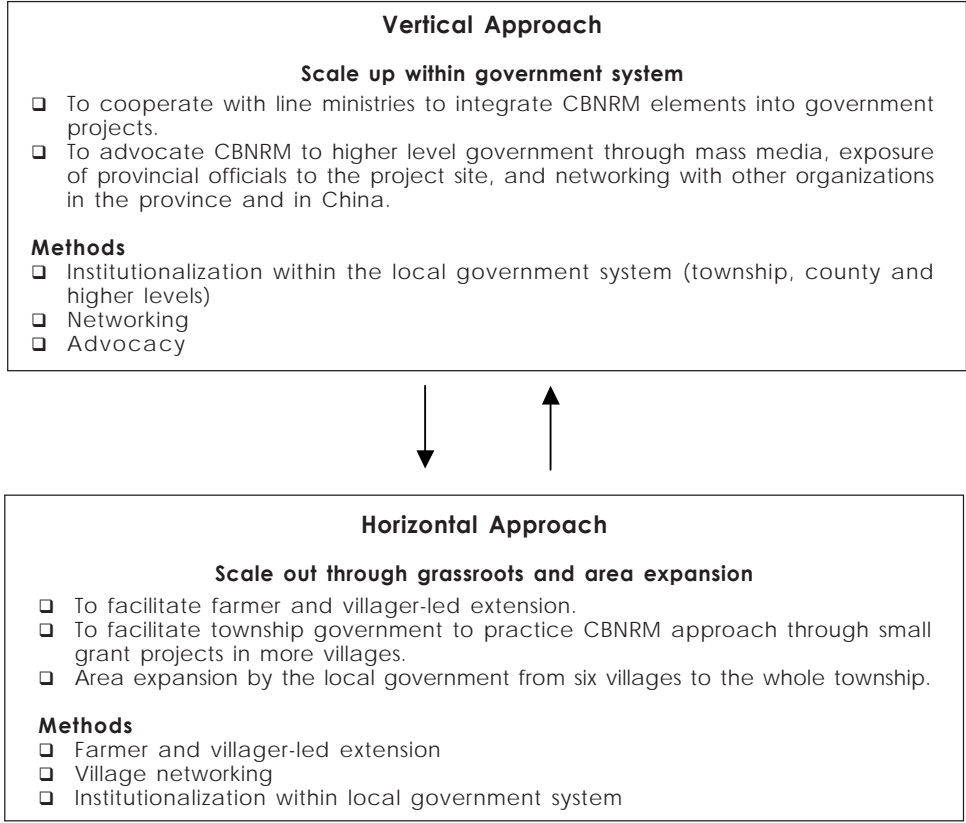 Vertical Approach
Scale up within government system
❑ To cooperate with line ministries to integrate CBNRM elements into government
projects.
❑ To advocate CBNRM to higher level government through mass media, exposure
of provincial officials to the project site, and networking with other organizations
in the province and in China.
Methods
❑ Institutionalization within the local government system (township, county and
higher levels)
❑ Networking
❑ Advocacy
Horizontal Approach
Scale out through grassroots and area expansion
❑ To facilitate farmer and villager-led extension.
❑ To facilitate township government to practice CBNRM approach through small
grant projects in more villages.
❑ Area expansion by the local government from six villages to the whole township.
Methods
❑ Farmer and villager-led extension
❑ Village networking
❑ Institutionalization within local government system